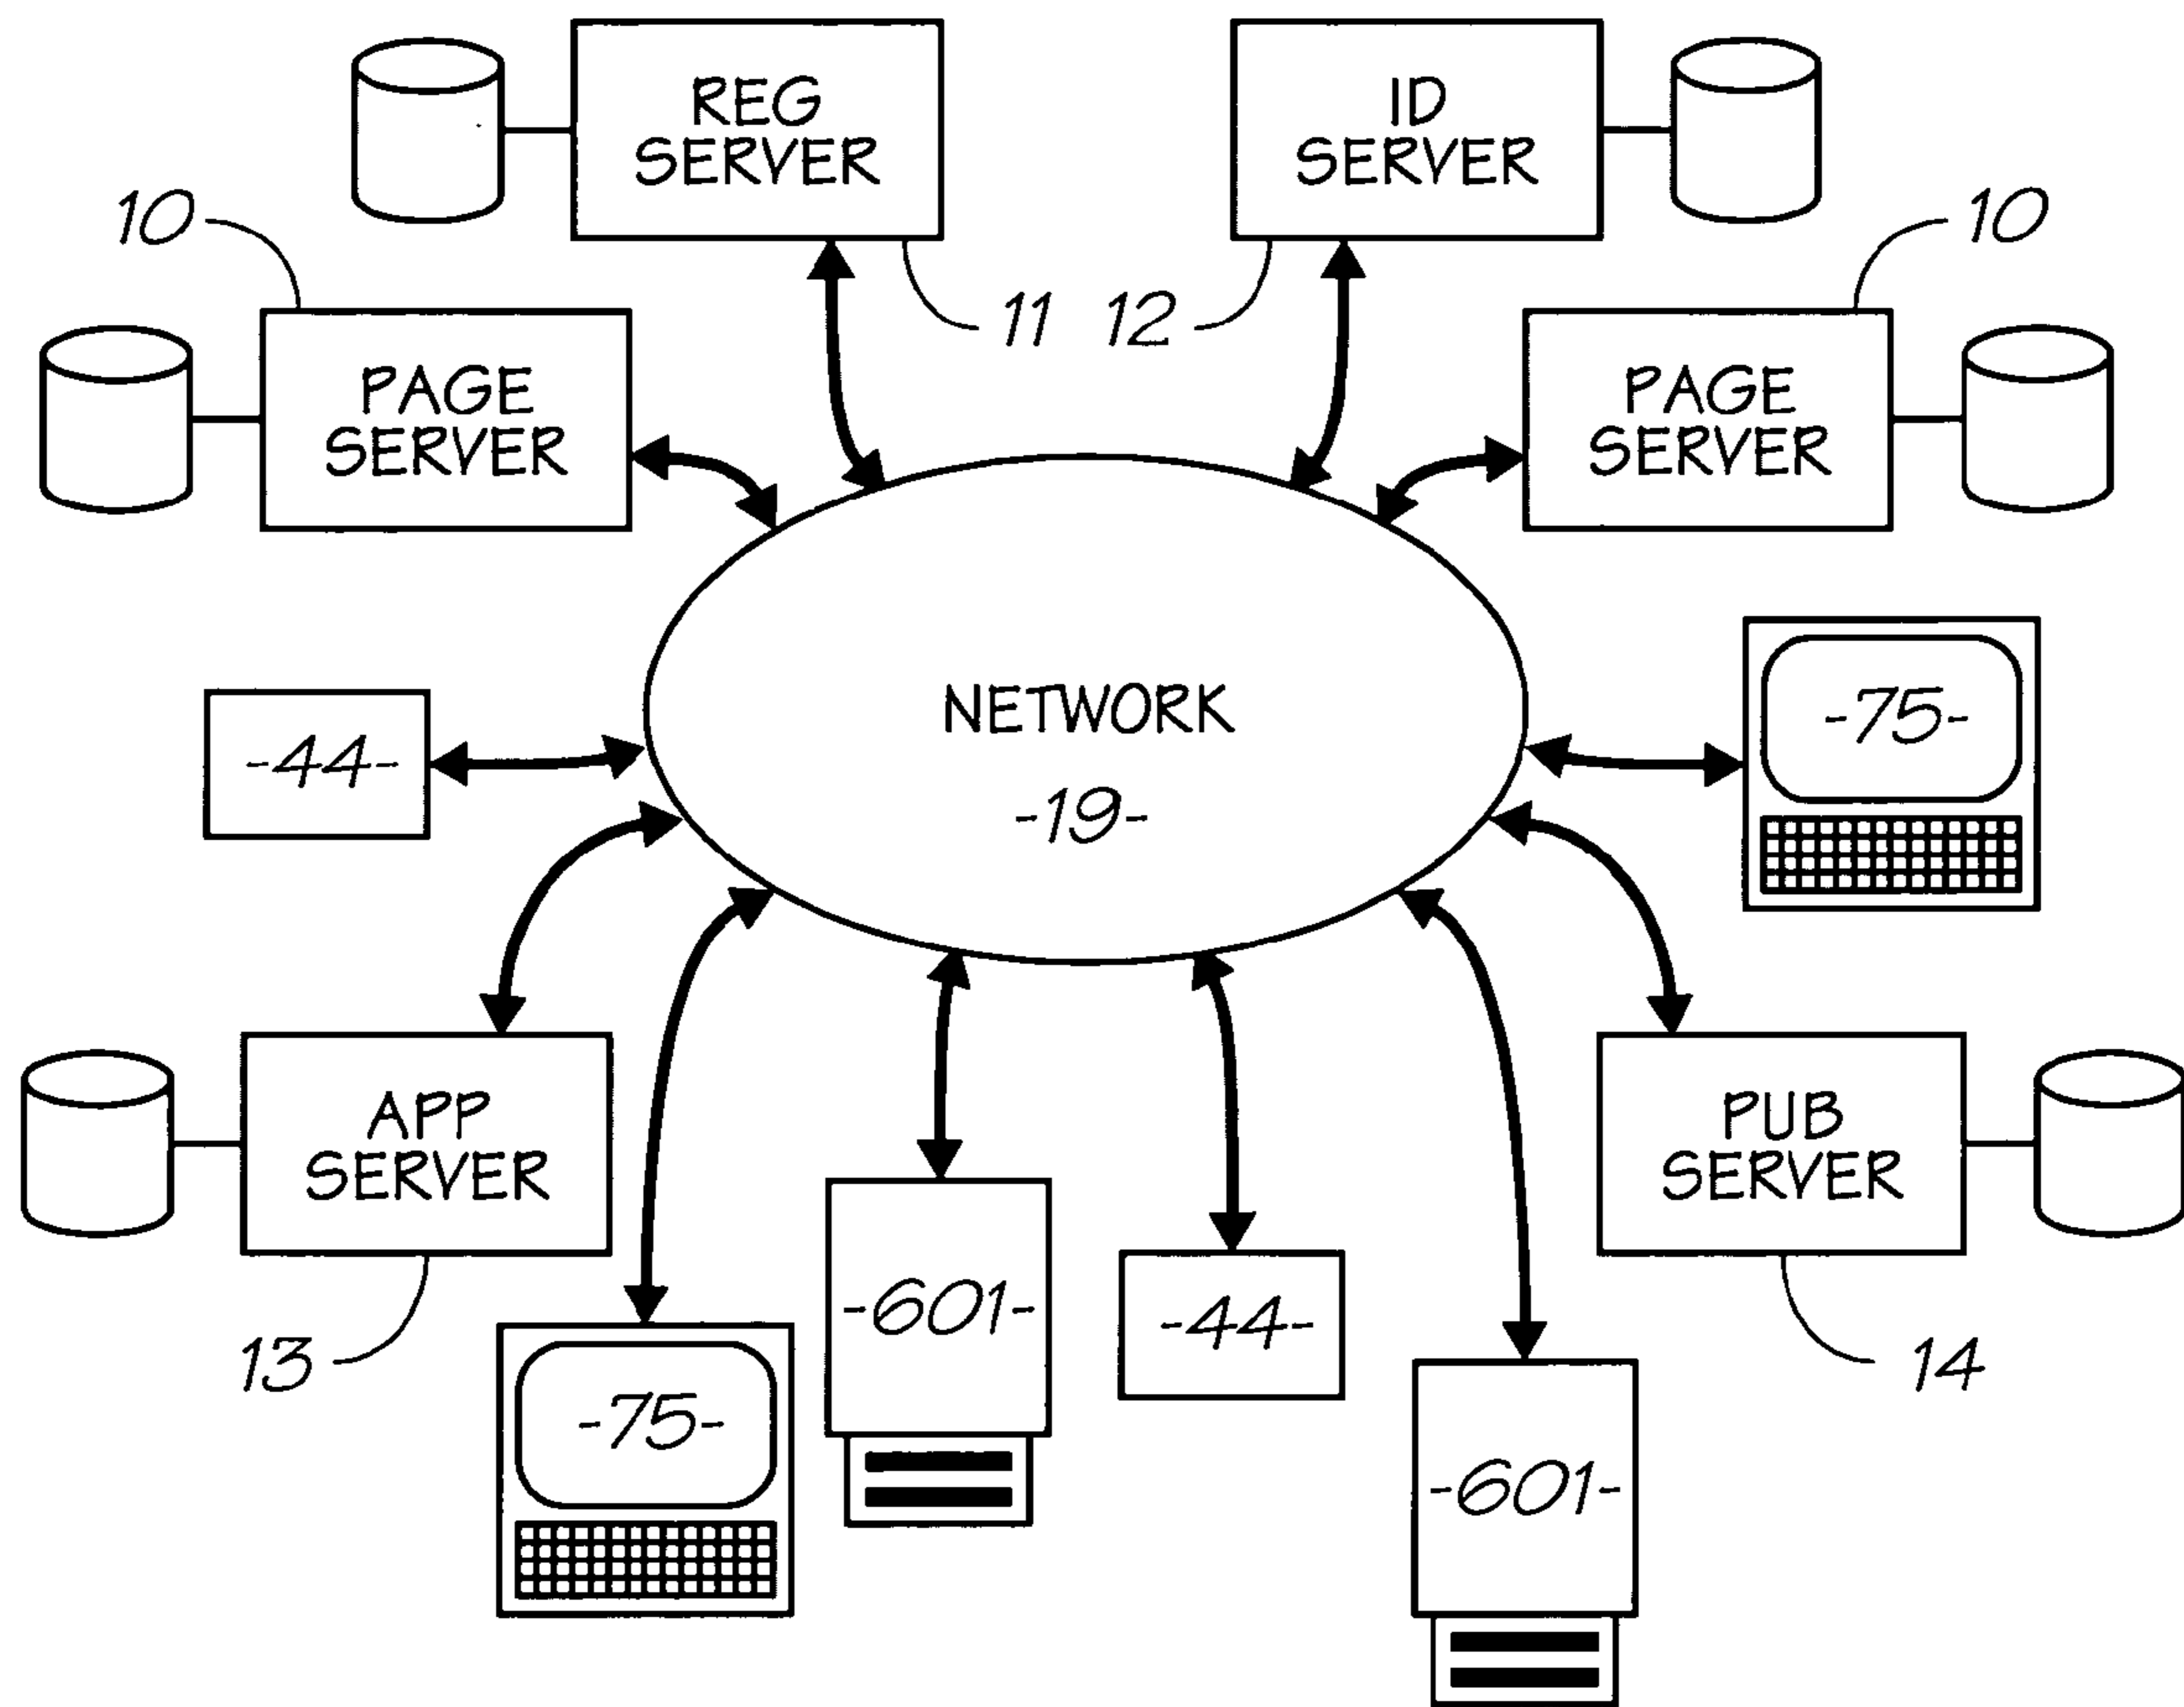 REG
SERVER
ID
SERVER
10
10
11
12
PAGE
SERVER
PAGE
SERVER
NETWORK
-19-
-44-
-75-
APP
SERVER
PUB
SERVER
-601-
-44-
13
14
-75-
-601-